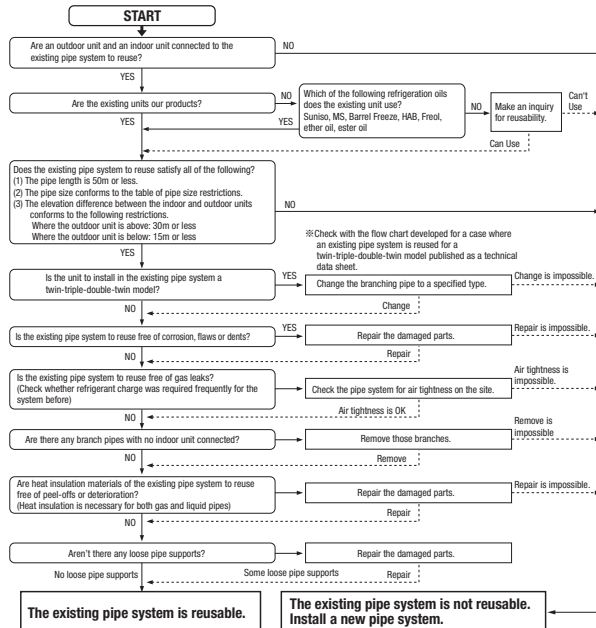 START
Are an outdoor unit and an indoor unit connected to the
existing pipe system to reuse?
NO
YES
Are the existing units our products?
NO
Which of the following refrigeration oils
does the existing unit use?
Suniso, MS, Barrel Freeze, HAB, Freol,
ether oil, ester oil
NO
Make an inquiry
for reusability.
Can't
Use
YES
YES
Can Use
Does the existing pipe system to reuse satisfy all of the following?
(1) The pipe length is 50m or less.
(2) The pipe size conforms to the table of pipe size restrictions.
(3) The elevation difference between the indoor and outdoor units
conforms to the following restrictions.
Where the outdoor unit is above: 30m or less
Where the outdoor unit is below: 15m or less
NO
YES
※Check with the flow chart developed for a case where
an existing pipe system is reused for a
twin-triple-double-twin model published as a technical
data sheet.
Is the unit to install in the existing pipe system a
twin-triple-double-twin model?
YES
Change the branching pipe to a specified type.
Change is impossible.
NO
Change
Is the existing pipe system to reuse free of corrosion, flaws or dents?
YES
Repair the damaged parts.
Repair is impossible.
NO
Repair
Is the existing pipe system to reuse free of gas leaks?
(Check whether refrigerant charge was required frequently for the
system before)
Check the pipe system for air tightness on the site.
Air tightness is
impossible.
NO
Air tightness is OK
Are there any branch pipes with no indoor unit connected?
Remove those branches.
Remove is
impossible
NO
Remove
Are heat insulation materials of the existing pipe system to reuse
free of peel-offs or deterioration?
(Heat insulation is necessary for both gas and liquid pipes)
Repair the damaged parts.
Repair is impossible.
NO
Repair
Aren't there any loose pipe supports?
Repair the damaged parts.
No loose pipe supports
Some loose pipe supports
Repair
The existing pipe system is reusable.
The existing pipe system is not reusable.
Install a new pipe system.